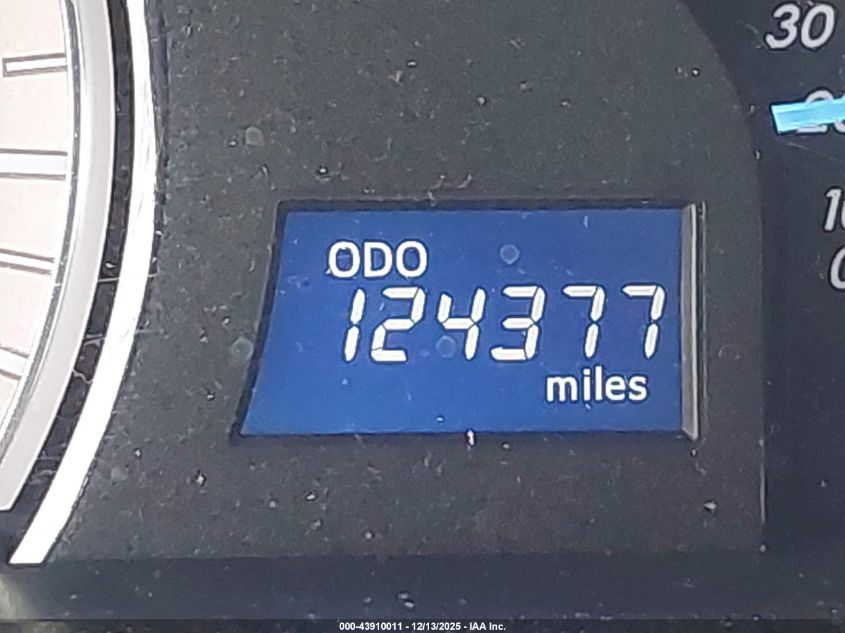 30
ODO
124377
miles
000-43910011 - 12/13/2025 - IAA Inc.